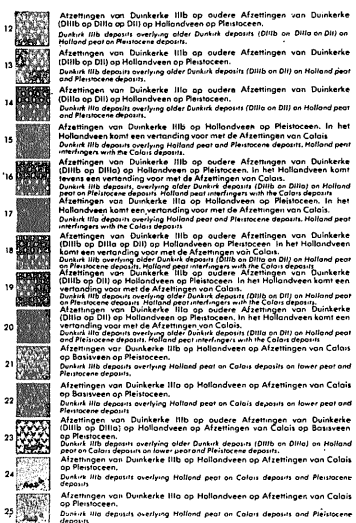 12 Afzettingen van Duinkerke IIIb op oudere Afzettingen van Duinkerke
(DIIIb op DIIIa op DII) op Hollandveen op Pleistoceen.
Dunkirk IIIb deposits overlying older Dunkirk deposits (DIIIb on DIIIa on DII) on
Holland peat on Pleistocene deposits.
13 Afzettingen van Duinkerke IIIb op oudere Afzettingen van Duinkerke
(DIIIb op DII) op Hollandveen op Pleistoceen.
Dunkirk IIIb deposits overlying older Dunkirk deposits (DIIIb on DII) on Holland peat
and Pleistocene deposits.
14 Afzettingen van Duinkerke IIIa op oudere Afzettingen van Duinkerke
(DIIIa op DII) op Hollandveen op Pleistoceen.
Dunkirk IIIa deposits overlying older Dunkirk deposits (DIIIa on DII) on Holland peat
and Pleistocene deposits.
15 Afzettingen van Duinkerke IIIb op Hollandveen op Pleistoceen. In het
Hollandveen komt een vertanding voor met de Afzettingen van Calais
Dunkirk IIIb deposits overlying Holland peat and Pleistocene deposits. Holland peat
interfingers with the Calais deposits
16 Afzettingen van Duinkerke IIIb op oudere Afzettingen van Duinkerke
(DIIIb op DIIIa) op Hollandveen op Pleistoceen. In het Hollandveen komt
tevens een vertanding voor met de Afzettingen van Calais.
Dunkirk IIIb deposits, overlying older Dunkirk deposits (DIIIb on DIIIa) on Holland
peat on Pleistocene deposits. Holland peat interfingers with the Calais deposits
17 Afzettingen van Duinkerke IIIa op Hollandveen op Pleistoceen. In het
Hollandveen komt een vertanding voor met de Afzettingen van Calais.
Dunkirk IIIa deposits overlying Holland peat and Pleistocene deposits. Holland peat
interfingers with the Calais deposits
18 Afzettingen van Duinkerke IIIb op oudere Afzettingen van Duinkerke
(DIIIb op DIIIa op DII) op Hollandveen op Pleistoceen In het Hollandveen
komt een vertanding voor met de Afzettingen van Calais.
Dunkirk IIIb deposits overlying older Dunkirk deposits (DIIIb on DIIIa on DII) on Holland peat
on Pleistocene deposits. Holland peat interfingers with the Calais deposits
19 Afzettingen van Duinkerke IIIb op oudere Afzettingen van Duinkerke
(DIIIb op DII) op Hollandveen op Pleistoceen. In het Hollandveen komt een
vertanding voor met de Afzettingen van Calais.
Dunkirk IIIb deposits overlying older Dunkirk deposits (DIIIb on DII) on Holland peat
on Pleistocene deposits. Holland peat interfingers with the Calais deposits.
20 Afzettingen van Duinkerke IIIa op oudere Afzettingen van Duinkerke
(DIIIa op DII) op Hollandveen op Pleistoceen. In het Hollandveen komt een
vertanding voor met de Afzettingen van Calais.
Dunkirk IIIa deposits overlying older Dunkirk deposits (DIIIa on DII) on Holland peat
and Pleistocene deposits. Holland peat interfingers with the Calais deposits
21 Afzettingen van Duinkerke IIIb op Hollandveen op Afzettingen van Calais
op Basisveen op Pleistoceen.
Dunkirk IIIb deposits overlying Holland peat on Calais deposits on lower peat and
Pleistocene deposits.
22 Afzettingen van Duinkerke IIIa op Hollandveen op Afzettingen van Calais
op Basisveen op Pleistoceen.
Dunkirk IIIa deposits overlying Holland peat on Calais deposits on lower peat and
Pleistocene deposits
23 Afzettingen van Duinkerke IIIb op oudere Afzettingen van Duinkerke
(DIIIb op DIIIa) op Hollandveen op Afzettingen van Calais op Basisveen
op Pleistoceen.
Dunkirk IIIb deposits overlying older Dunkirk deposits (DIIIb on DIIIa) on Holland
peat on Calais deposits on lower peat and Pleistocene deposits.
24 Afzettingen van Duinkerke IIIb op Hollandveen op Afzettingen van Calais
op Pleistoceen.
Dunkirk IIIb deposits overlying Holland peat on Calais deposits and Pleistocene
deposits
25 Afzettingen van Duinkerke IIIa op Hollandveen op Afzettingen van Calais
op Pleistoceen.
Dunkirk IIIa deposits overlying Holland peat on Calais deposits and Pleistocene
deposits